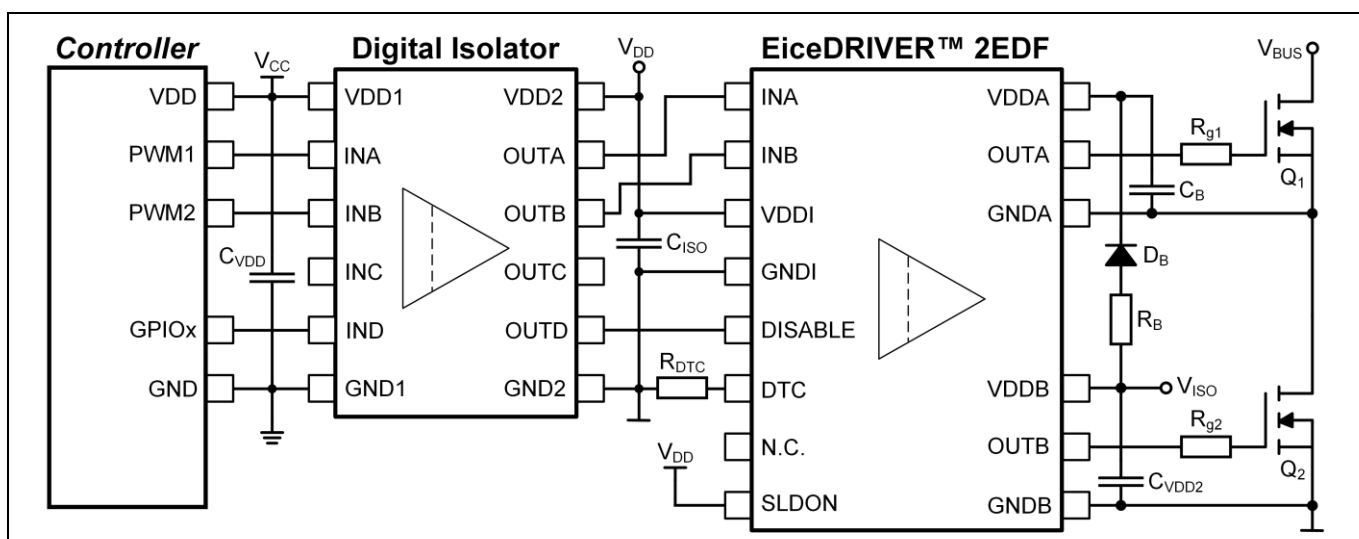 Controller
Digital Isolator
EiceDRIVER™ 2EDF
VCC
VDD
VBUS
VDD
PWM1
PWM2
GPIOx
GND
CVDD
VDD1
INA
INB
INC
IND
GND1
VDD2
OUTA
OUTB
OUTC
OUTD
GND2
CISO
RDTC
VDD
INA
INB
VDDI
GNDI
DISABLE
DTC
N.C.
SLDON
VDDA
OUTA
GNDA
VDDB
OUTB
GNDB
Rg1
CB
DB
RB
VISO
Rg2
CVDD2
Q1
Q2